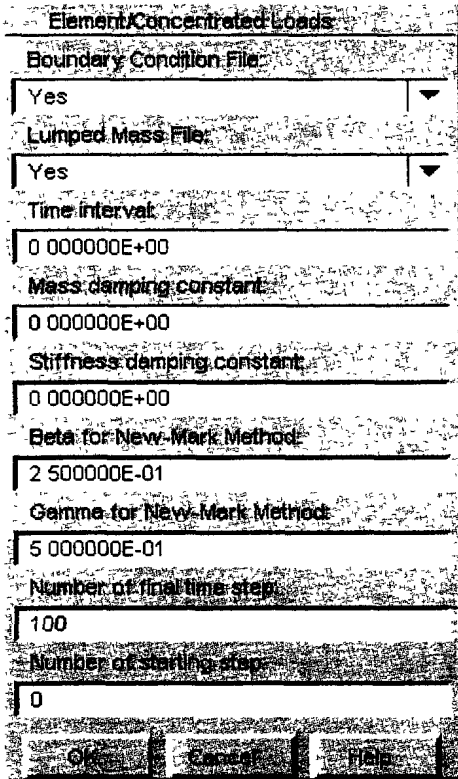 Element/Concentrated Loads
Boundary Condition File:
Yes
Lumped Mass File:
Yes
Time interval:
0 000000E+00
Mass damping constant:
0 000000E+00
Stiffness damping constant:
0 000000E+00
Beta for New-Mark Method:
2 500000E-01
Gamma for New-Mark Method:
5 000000E-01
Number of final time step:
100
Number of starting step:
0
OK Cancel Help